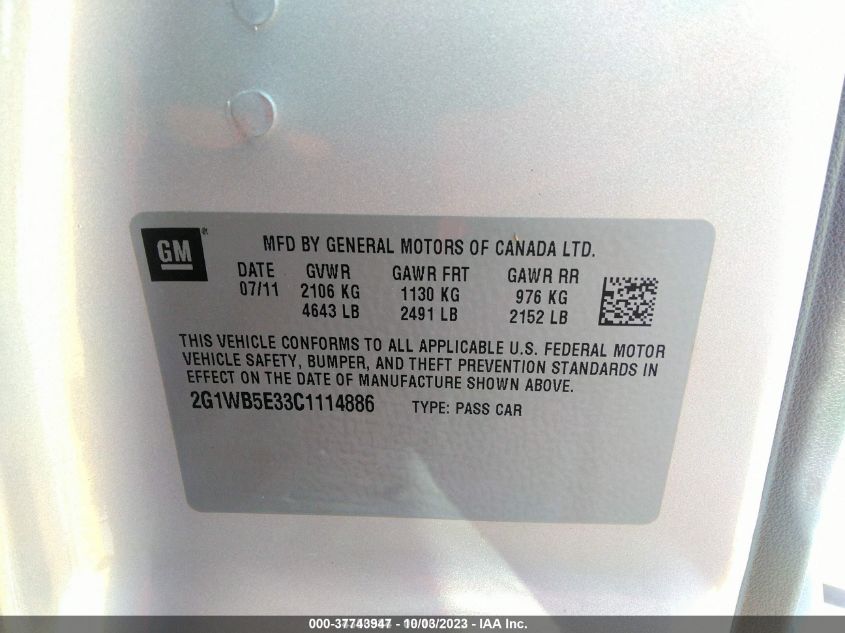 GM
MFD BY GENERAL MOTORS OF CANADA LTD.
DATE GVWR GAWR FRT GAWR RR
07/11 2106 KG 1130 KG 976 KG
4643 LB 2491 LB 2152 LB
THIS VEHICLE CONFORMS TO ALL APPLICABLE U.S. FEDERAL MOTOR
VEHICLE SAFETY, BUMPER, AND THEFT PREVENTION STANDARDS IN
EFFECT ON THE DATE OF MANUFACTURE SHOWN ABOVE.
2G1WB5E33C1114886 TYPE: PASS CAR
000-37743947 - 10/03/2023 - IAA Inc.